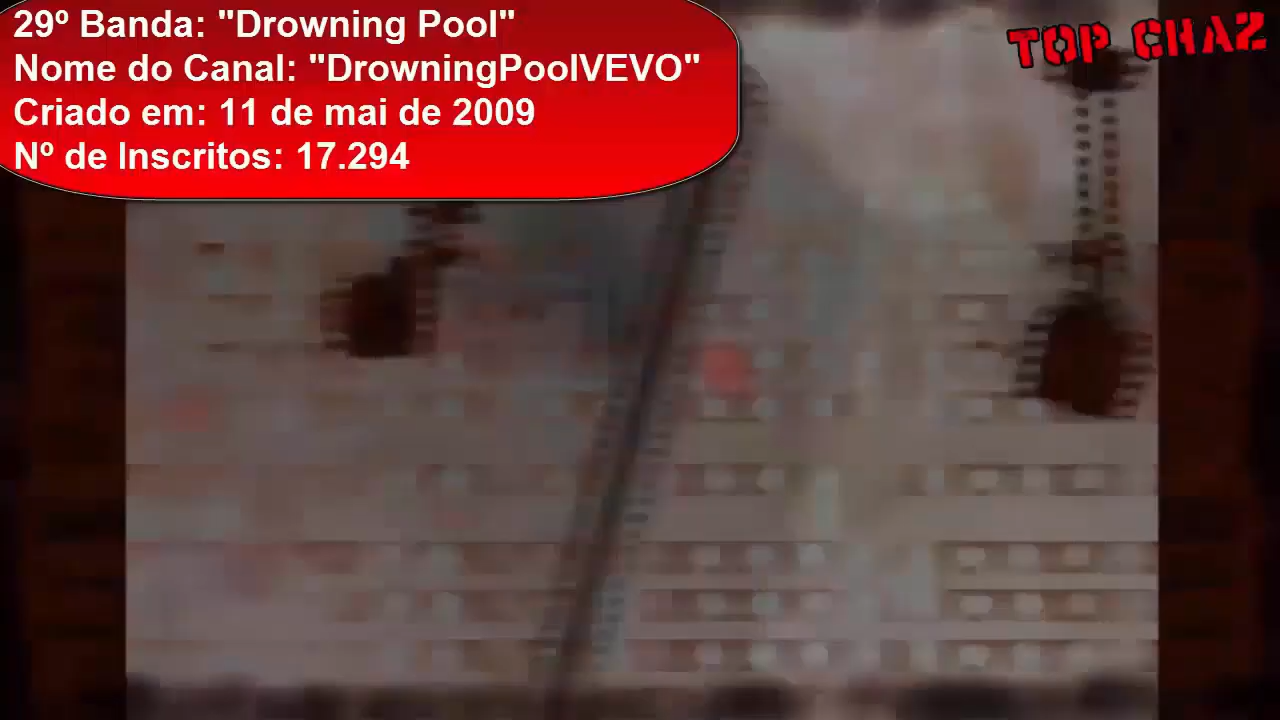 29º Banda: "Drowning Pool"
Nome do Canal: "DrowningPoolVEVO"
Criado em: 11 de mai de 2009
Nº de Inscritos: 17.294
TOP CHAZ